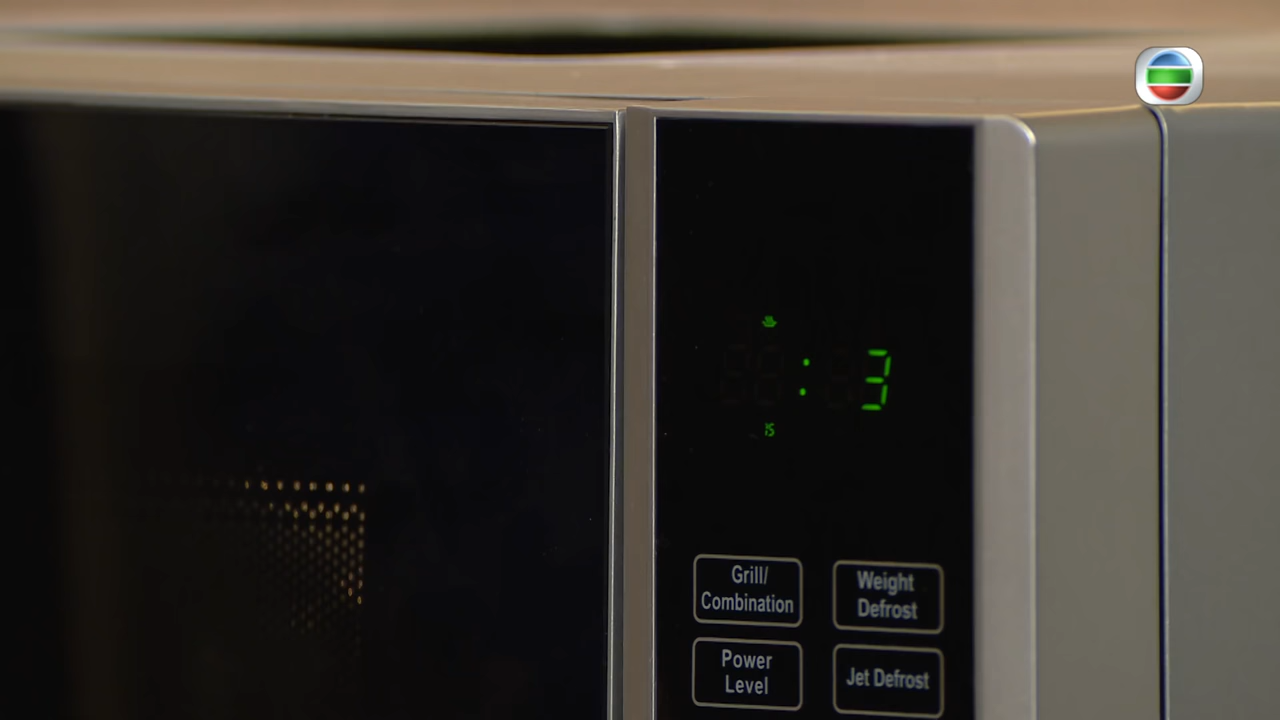 : 3
Grill/
Combination
Weight
Defrost
Power
Level
Jet Defrost